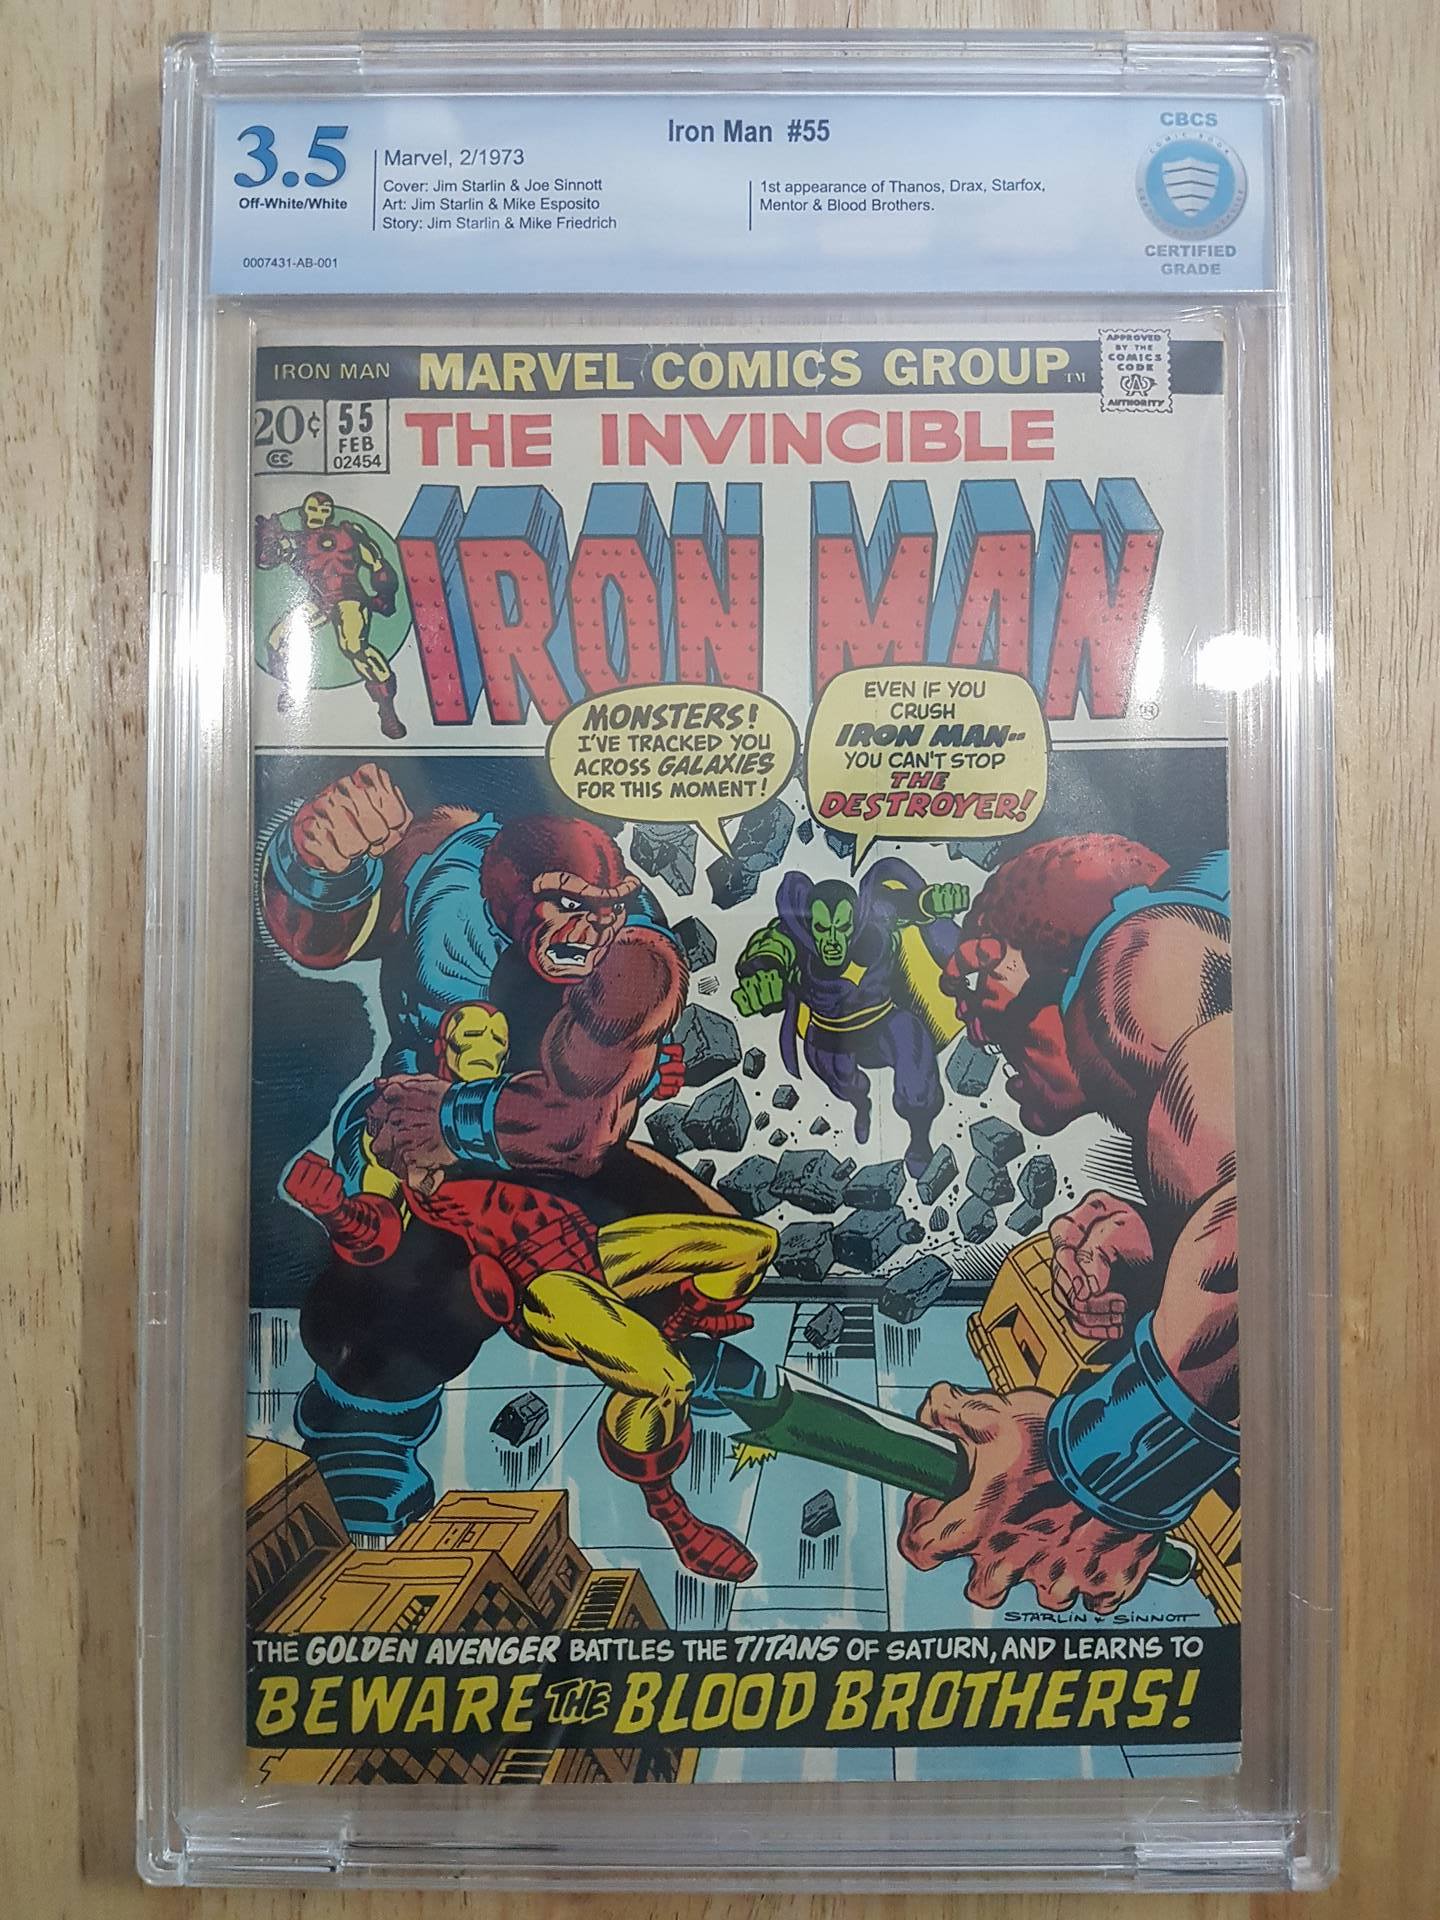 Iron Man #55
3.5
Off-White/White
0007431-AB-001
Marvel, 2/1973
Cover: Jim Starlin & Joe Sinnott
Art: Jim Starlin & Mike Esposito
Story: Jim Starlin & Mike Friedrich
1st appearance of Thanos, Drax, Starfox,
Mentor & Blood Brothers.
CBCS
COMIC BOOK
CERTIFIED
GRADE
IRON MAN
MARVEL COMICS GROUP
TM
APPROVED
BY THE
COMICS
CODE
AUTHORITY
20¢
CC
55
FEB
02454
THE INVINCIBLE
IRON MAN
®
MONSTERS!
I'VE TRACKED YOU
ACROSS GALAXIES
FOR THIS MOMENT!
EVEN IF YOU
CRUSH
IRON MAN--
YOU CAN'T STOP
THE
DESTROYER!
STARLIN & SINNOTT
THE GOLDEN AVENGER BATTLES THE TITANS OF SATURN, AND LEARNS TO
BEWARE THE BLOOD BROTHERS!